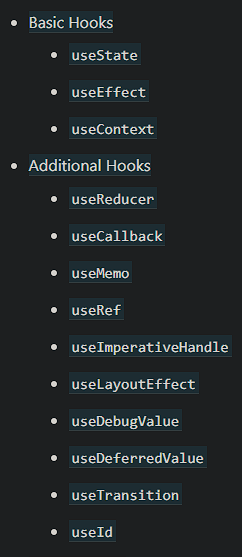 Basic Hooks
useState
useEffect
useContext
Additional Hooks
useReducer
useCallback
useMemo
useRef
useImperativeHandle
useLayoutEffect
useDebugValue
useDeferredValue
useTransition
useId